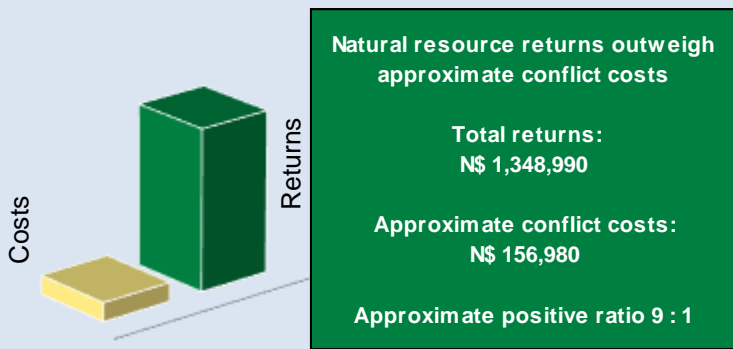 Costs
Returns
Natural resource returns outweigh
approximate conflict costs
Total returns:
N$ 1,348,990
Approximate conflict costs:
N$ 156,980
Approximate positive ratio 9 : 1